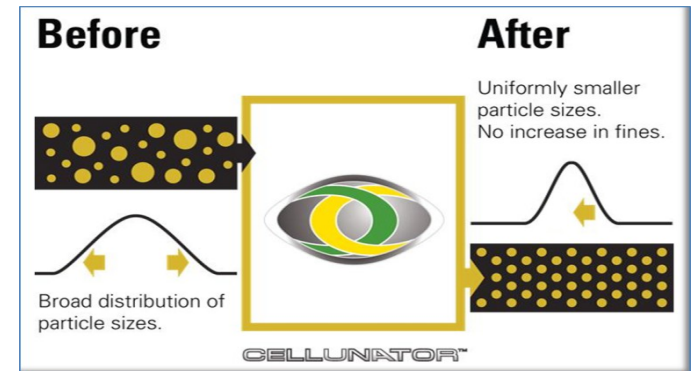 Before
After
Uniformly smaller
particle sizes.
No increase in fines.
Broad distribution of
particle sizes.
CELLUNATOR™